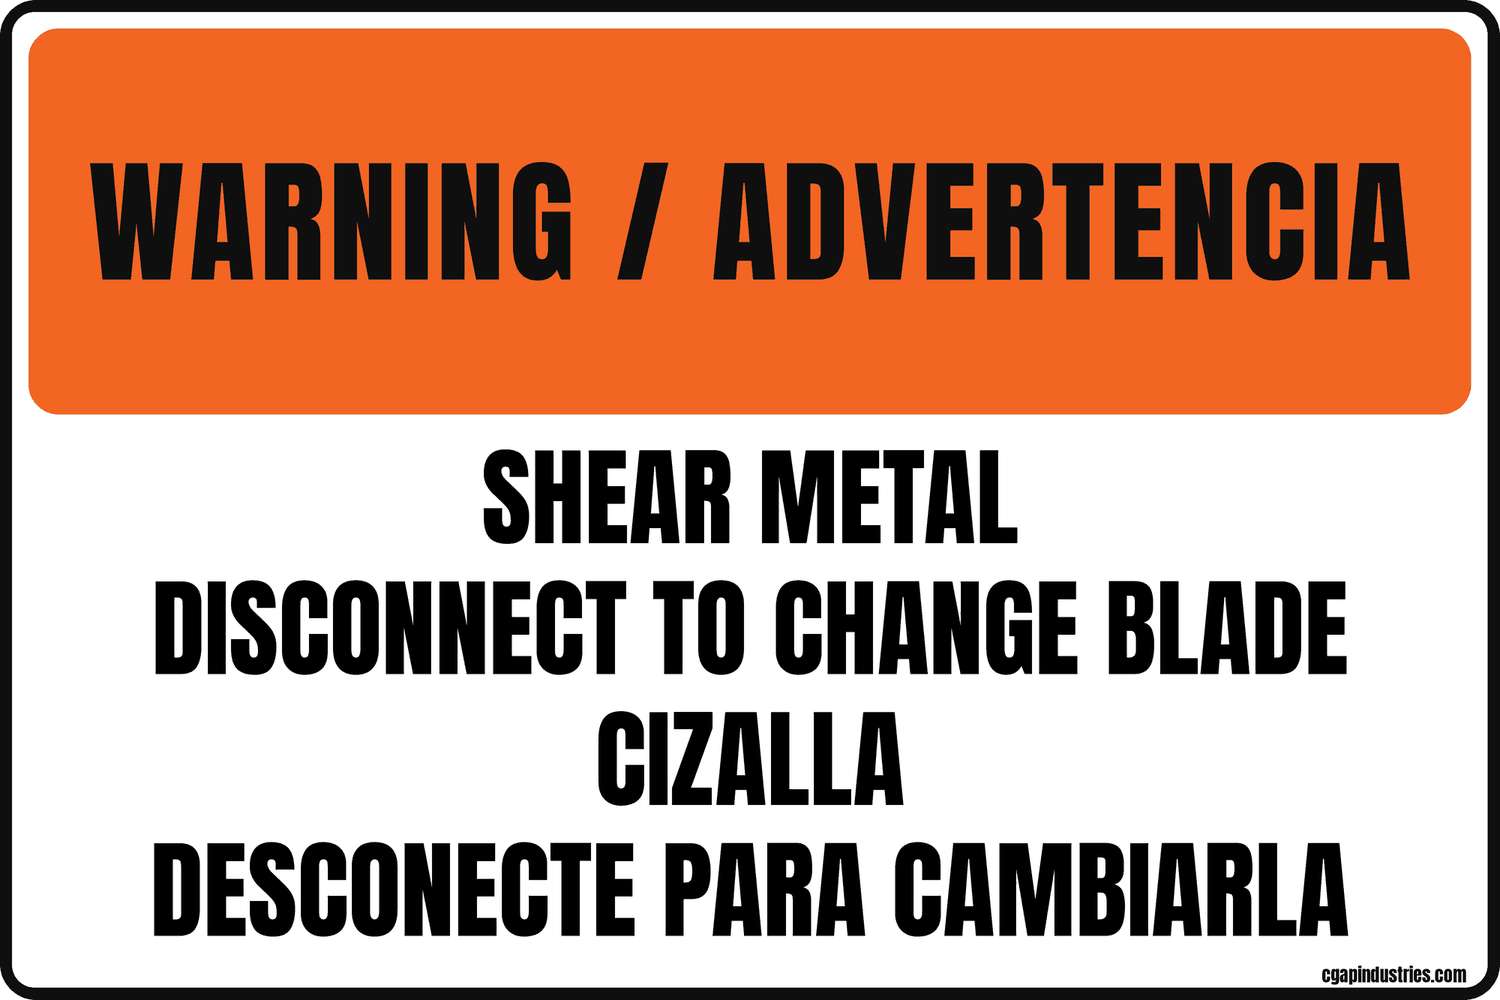 WARNING / ADVERTENCIA
SHEAR METAL
DISCONNECT TO CHANGE BLADE
CIZALLA
DESCONECTE PARA CAMBIARLA
cgapindustries.com